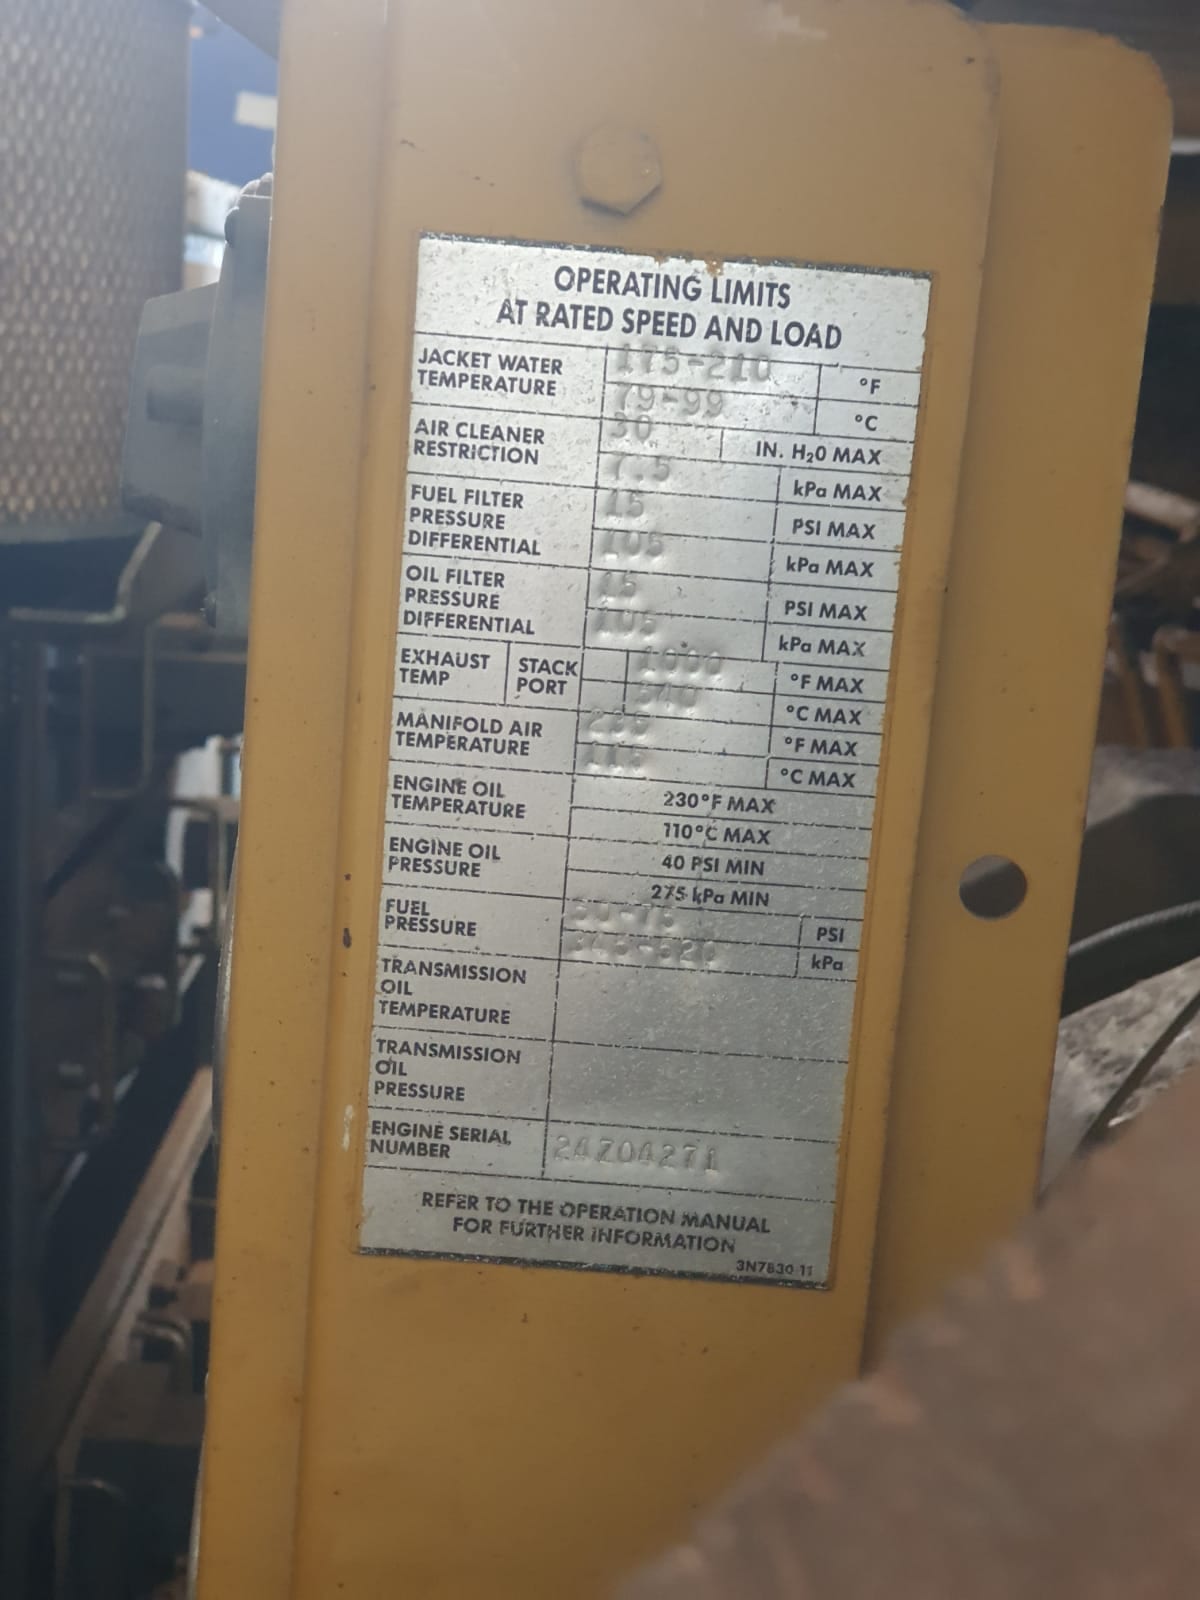 OPERATING LIMITS
AT RATED SPEED AND LOAD
JACKET WATER
TEMPERATURE
175-210 °F
79-99 °C
AIR CLEANER
RESTRICTION
30 IN. H₂0 MAX
7.5 kPa MAX
FUEL FILTER
PRESSURE
DIFFERENTIAL
15 PSI MAX
105 kPa MAX
OIL FILTER
PRESSURE
DIFFERENTIAL
15 PSI MAX
105 kPa MAX
EXHAUST
TEMP
STACK
PORT
1000 °F MAX
540 °C MAX
MANIFOLD AIR
TEMPERATURE
°F MAX
115 °C MAX
ENGINE OIL
TEMPERATURE
230°F MAX
110°C MAX
ENGINE OIL
PRESSURE
40 PSI MIN
275 kPa MIN
FUEL
PRESSURE
PSI
kPa
TRANSMISSION
OIL
TEMPERATURE
TRANSMISSION
OIL
PRESSURE
ENGINE SERIAL
NUMBER
24Z04271
REFER TO THE OPERATION MANUAL
FOR FURTHER INFORMATION
3N7830 11